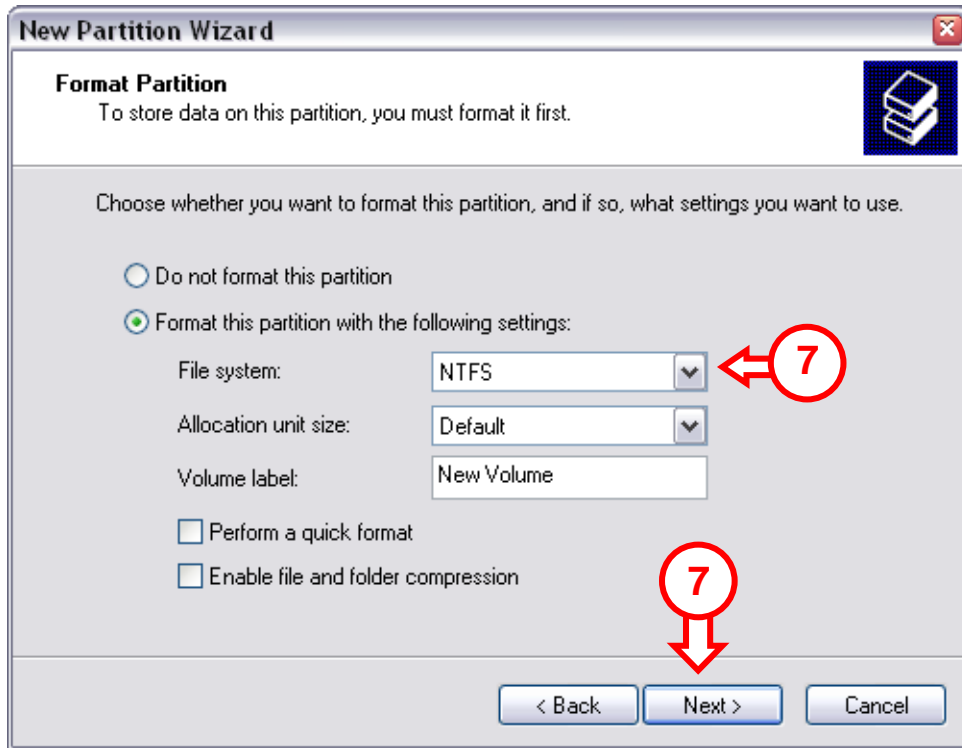 New Partition Wizard
Format Partition
To store data on this partition, you must format it first.
Choose whether you want to format this partition, and if so, what settings you want to use.
Do not format this partition
Format this partition with the following settings:
File system: NTFS 7
Allocation unit size: Default
Volume label: New Volume
Perform a quick format
Enable file and folder compression
7
< Back Next > Cancel